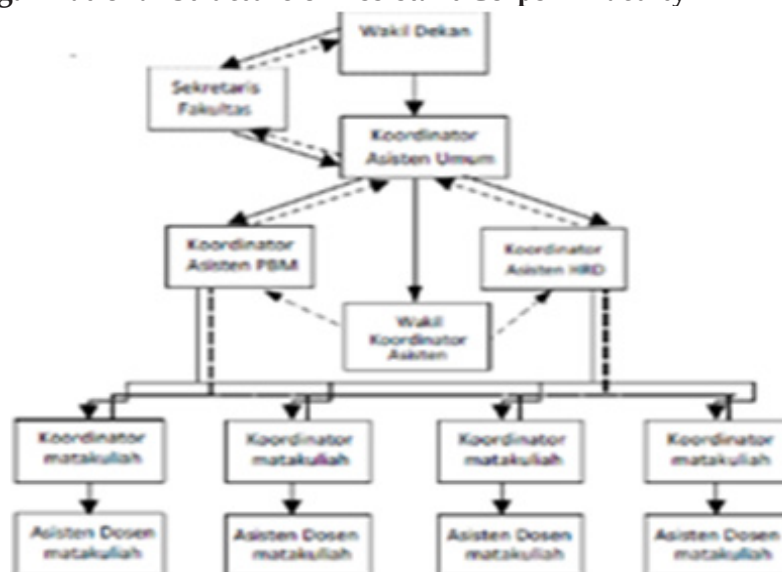 Wakil Dekan
Sekretaris
Fakultas
Koordinator
Asisten Umum
Koordinator
Asisten PBM
Koordinator
Asisten HRD
Wakil
Koordinator
Asisten
Koordinator
matakuliah
Koordinator
matakuliah
Koordinator
matakuliah
Koordinator
matakuliah
Asisten Dosen
matakuliah
Asisten Dosen
matakuliah
Asisten Dosen
matakuliah
Asisten Dosen
matakuliah